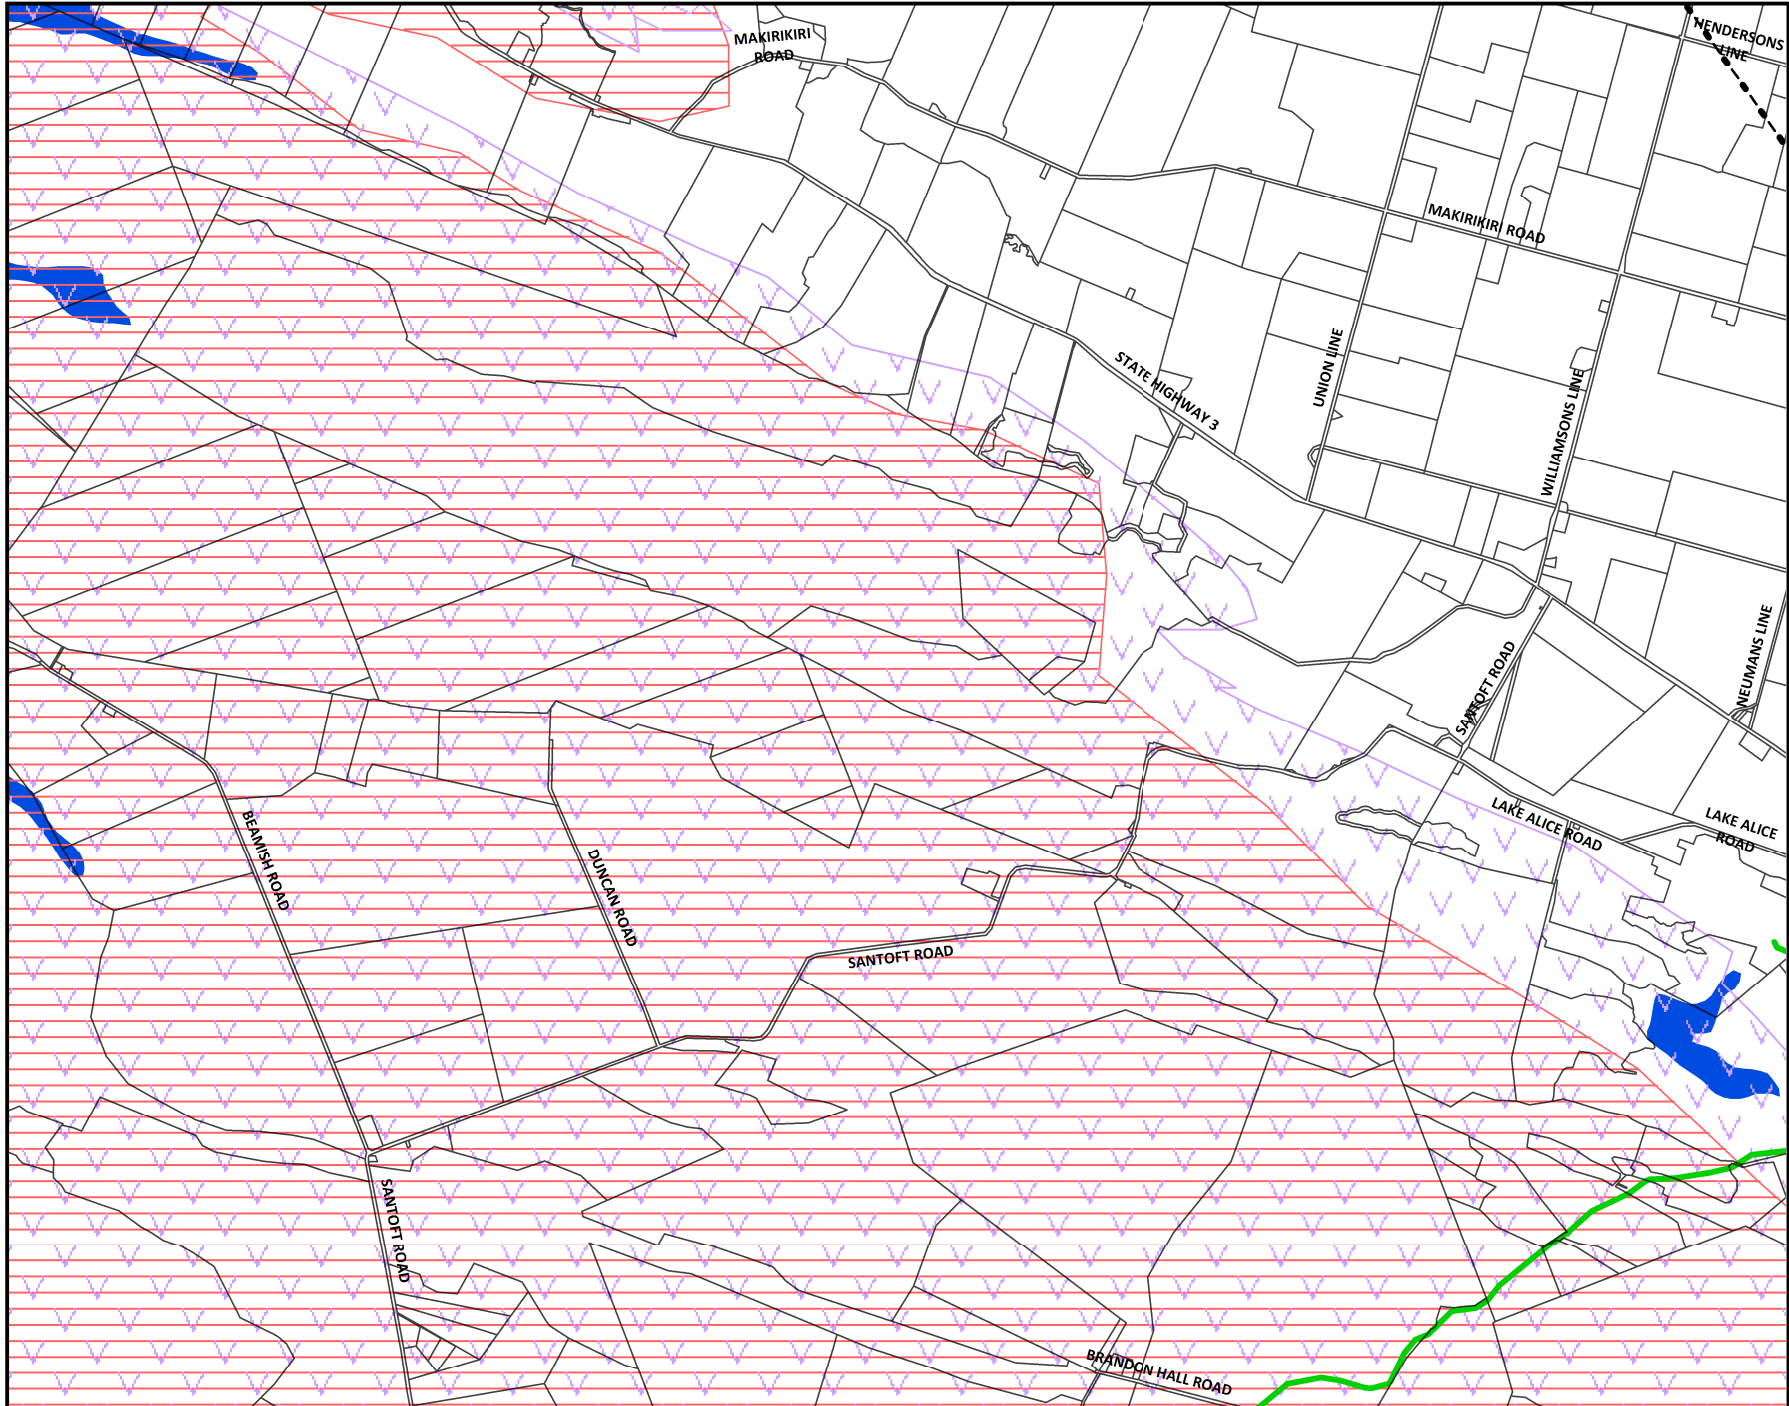 HENDERSONS
LINE
MAKIRIKIRI
ROAD
MAKIRIKIRI ROAD
UNION LINE
STATE HIGHWAY 3
WILLIAMSONS LINE
NEUMANS LINE
SANTOFT ROAD
LAKE ALICE ROAD
LAKE ALICE
ROAD
BEAMISH ROAD
DUNCAN ROAD
SANTOFT ROAD
SANTOFT ROAD
BRANDON HALL ROAD